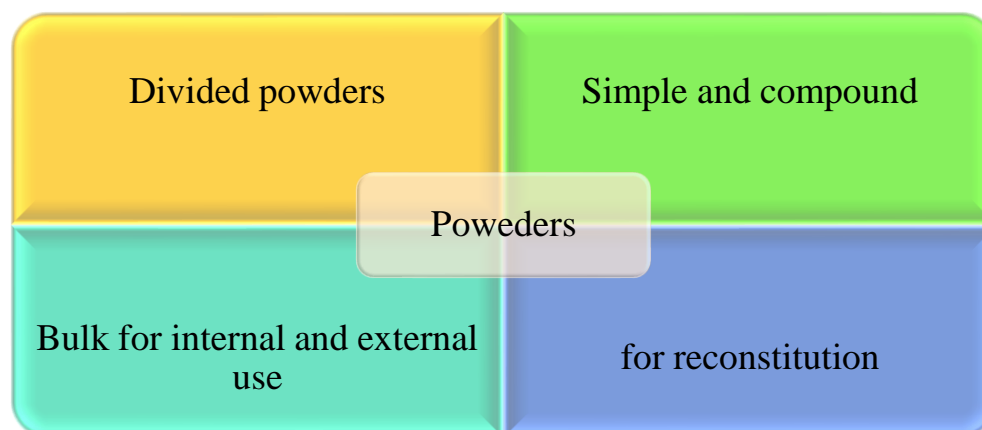 Divided powders
Simple and compound
Poweders
Bulk for internal and external
use
for reconstitution